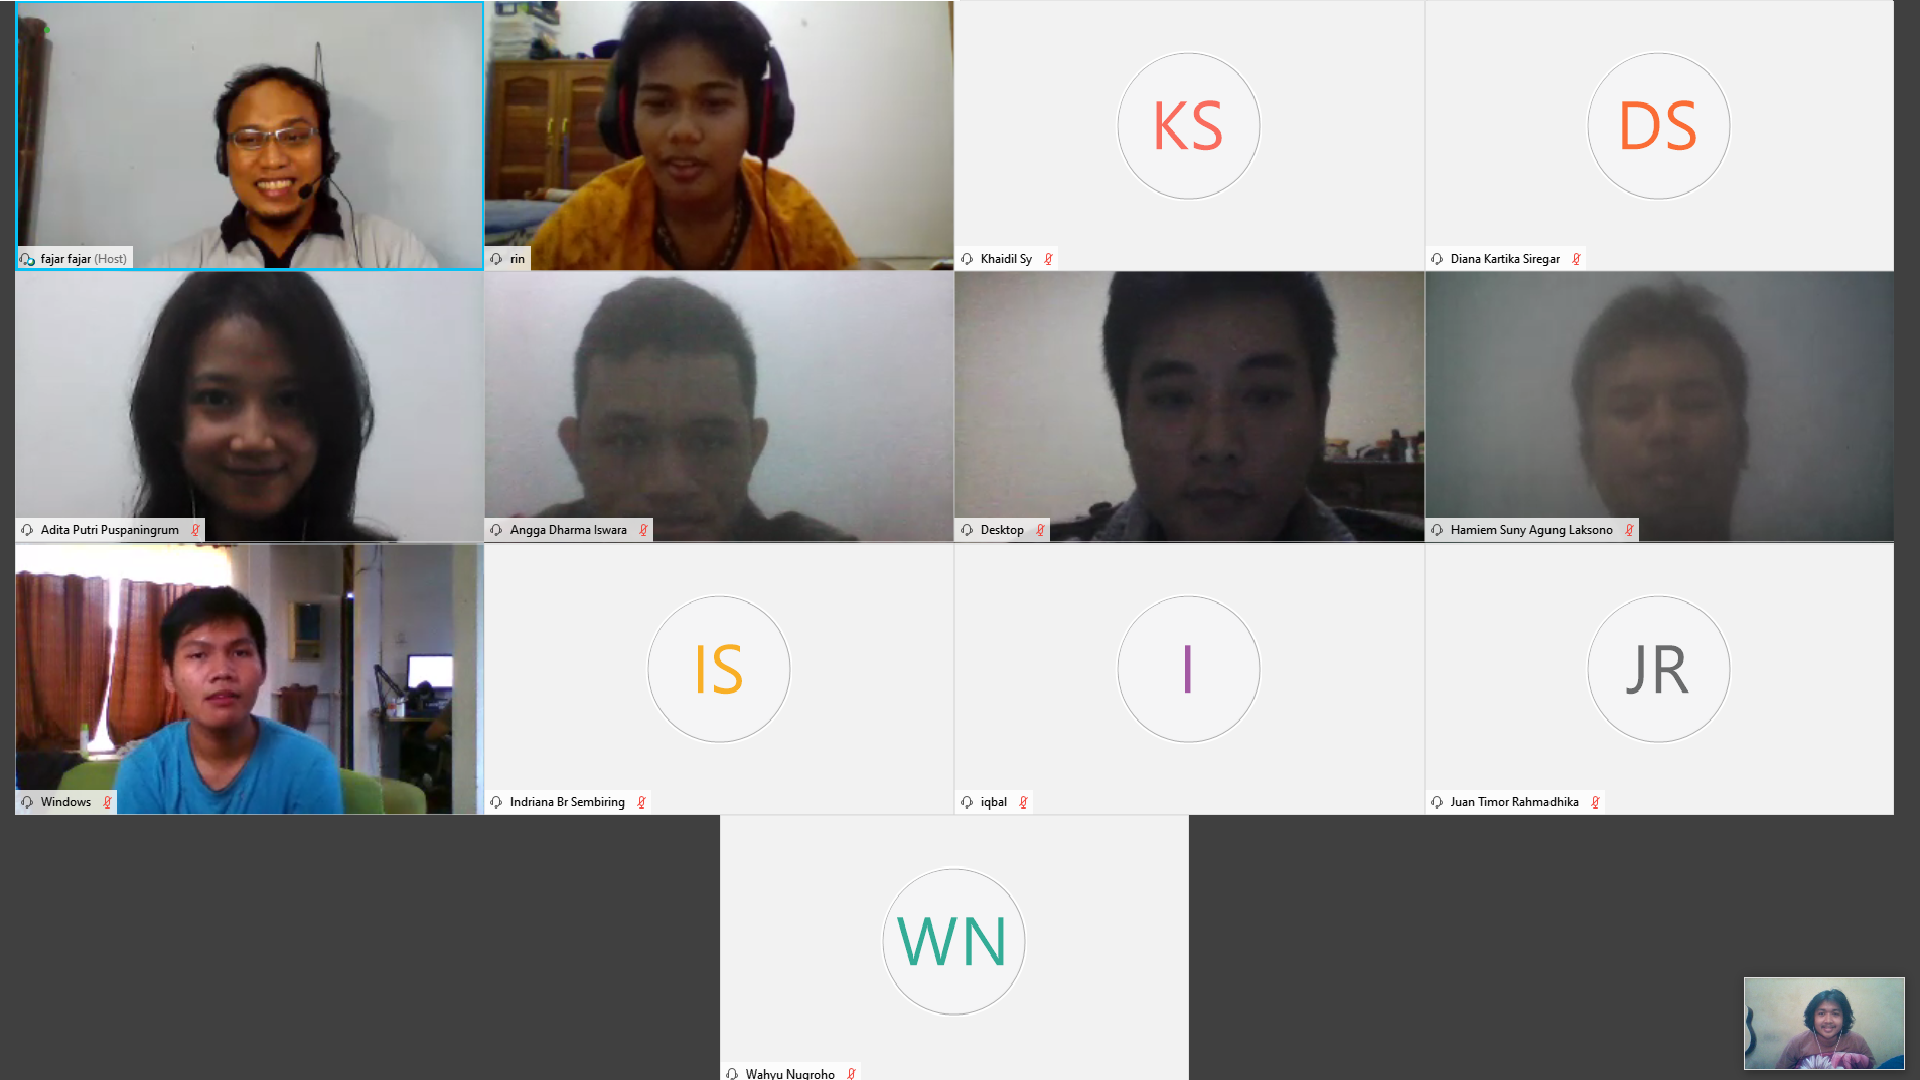 KS
DS
fajar fajar (Host)
rin
Khaidil Sy
Diana Kartika Siregar
Adita Putri Puspaningrum
Angga Dharma Iswara
Desktop
Hamiem Suny Agung Laksono
IS
I
JR
Windows
Indriana Br Sembiring
iqbal
Juan Timor Rahmadhika
WN
Wahyu Nugroho